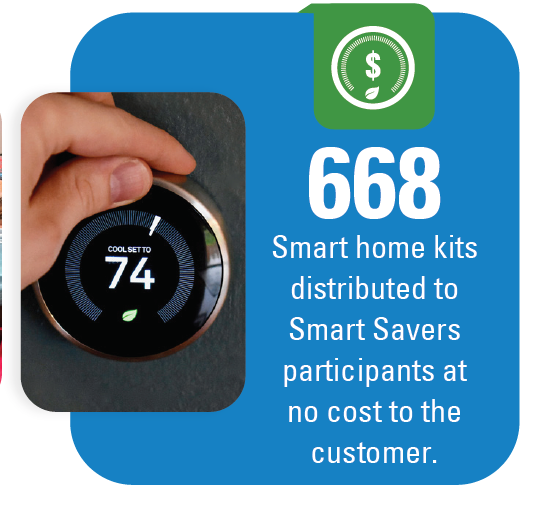 $
668
Smart home kits
distributed to
Smart Savers
participants at
no cost to the
customer.
COOL SET TO
74